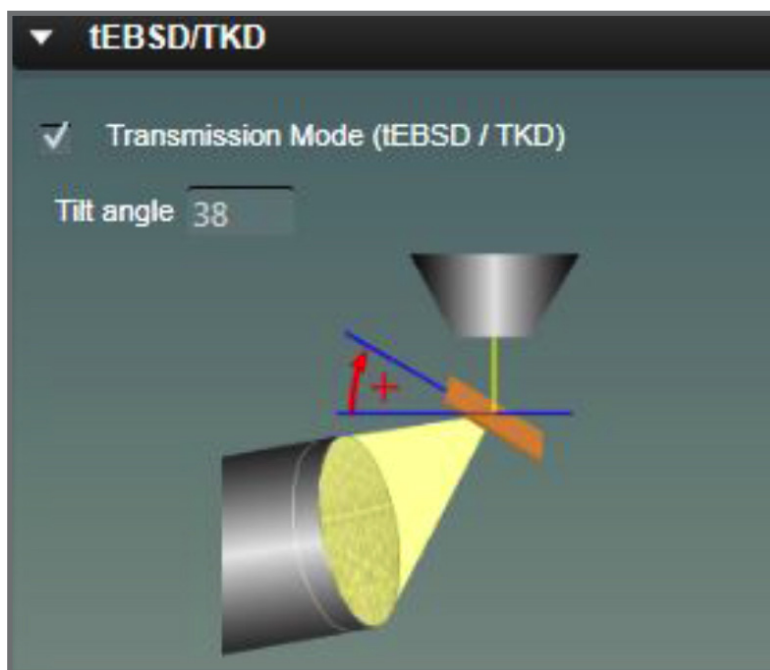 tEBSD/TKD
Transmission Mode (tEBSD / TKD)
Tilt angle 38
+